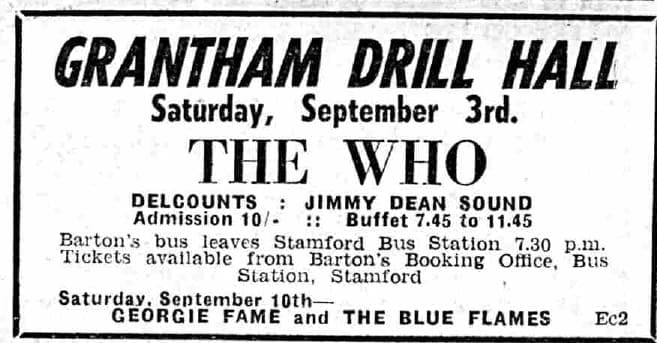 GRANTHAM DRILL HALL
Saturday, September 3rd.
THE WHO
DELCOUNTS : JIMMY DEAN SOUND
Admission 10/- :: Buffet 7.45 to 11.45
Barton's bus leaves Stamford Bus Station 7.30 p.m.
Tickets available from Barton's Booking Office, Bus
Station, Stamford
Saturday, September 10th—
GEORGIE FAME and THE BLUE FLAMES Ec2